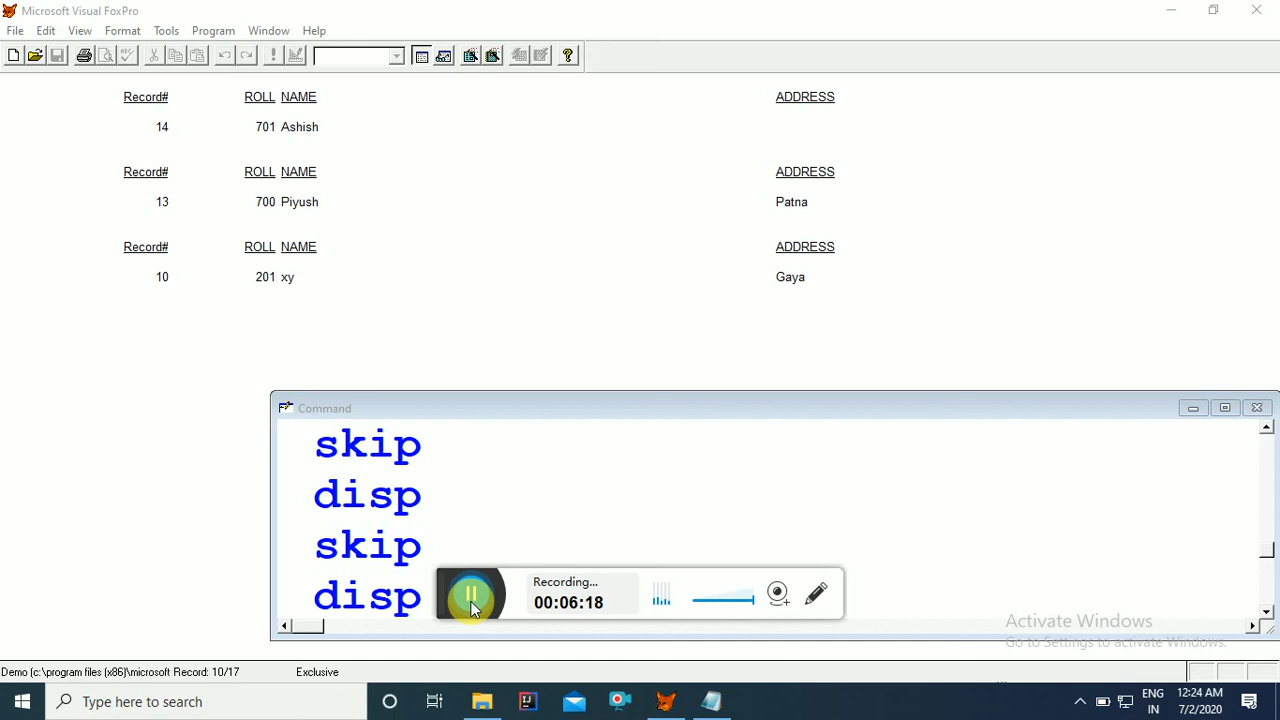 Microsoft Visual FoxPro
File Edit View Format Tools Program Window Help
Record# ROLL NAME ADDRESS
14 701 Ashish
Record# ROLL NAME ADDRESS
13 700 Piyush Patna
Record# ROLL NAME ADDRESS
10 201 xy Gaya
Command
skip
disp
skip
disp
Recording...
00:06:18
Activate Windows
Go to Settings to activate Windows.
Demo (c:\program files (x86)\microsoft Record: 10/17 Exclusive
Type here to search
ENG
IN
12:24 AM
7/2/2020